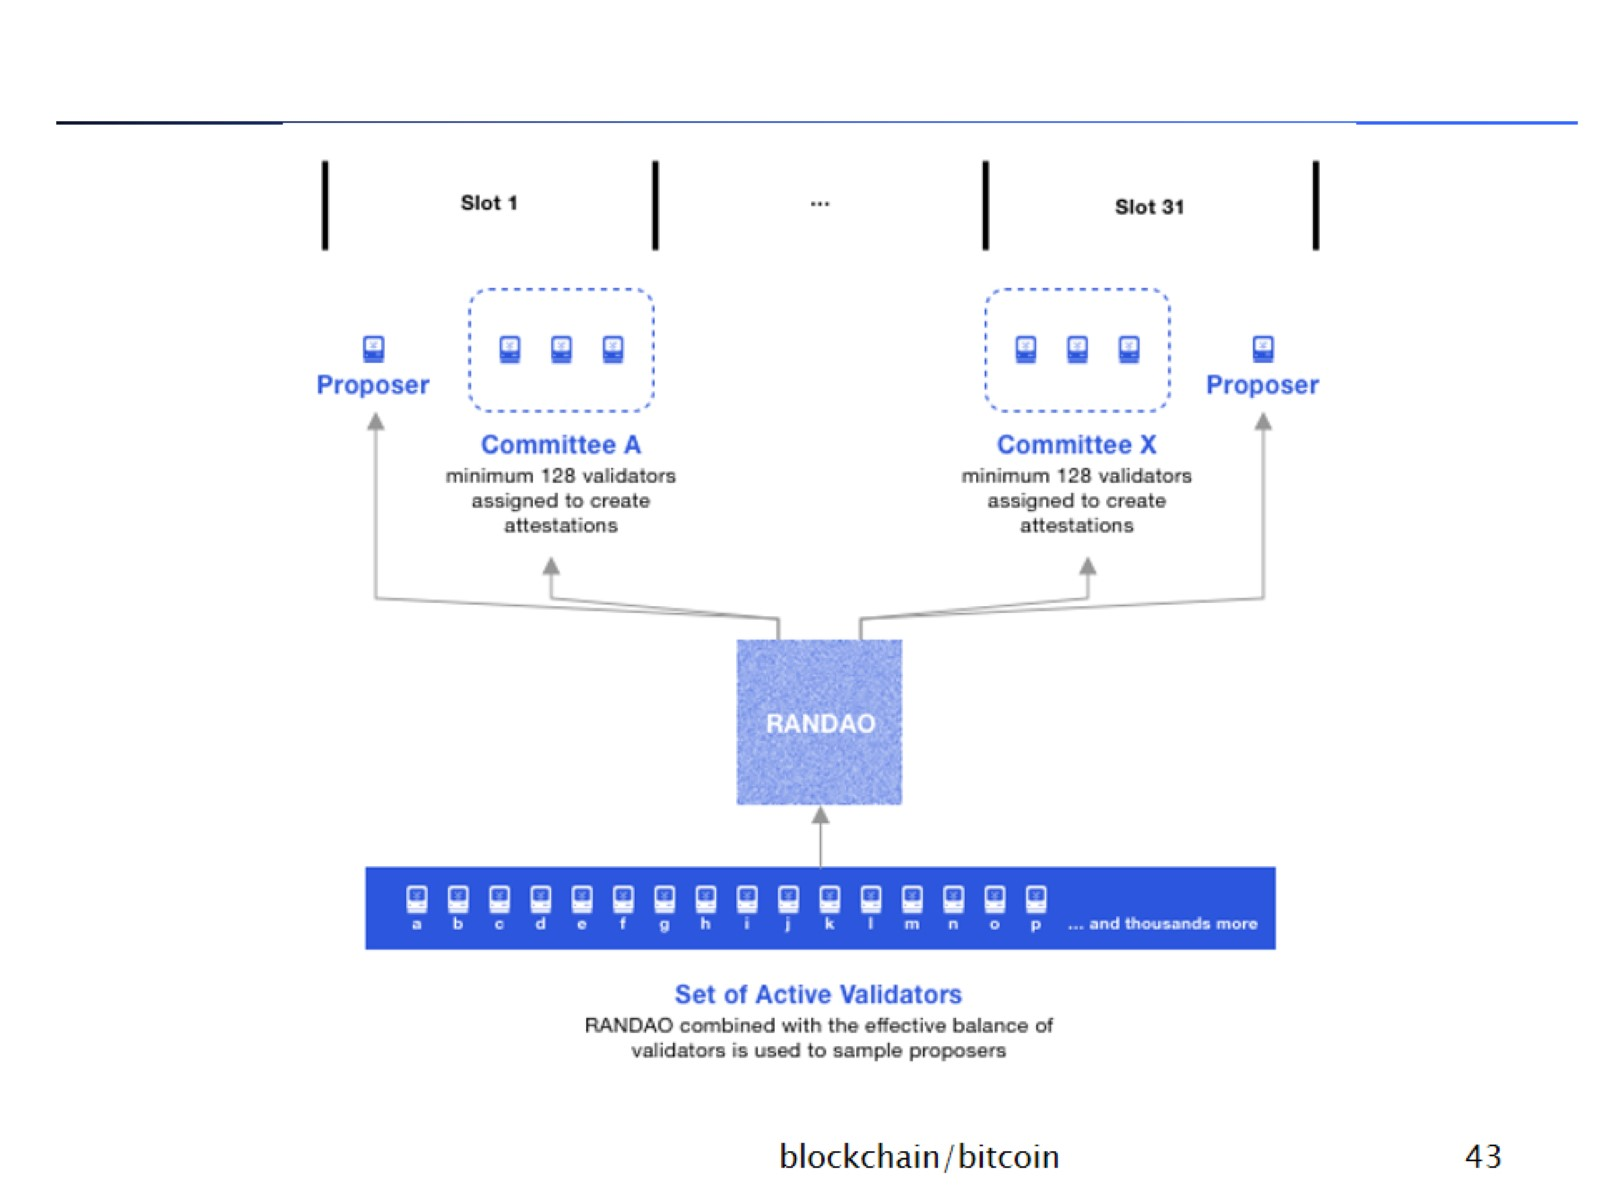 Slot 1
...
Slot 31
Proposer
Committee A
minimum 128 validators
assigned to create
attestations
Committee X
minimum 128 validators
assigned to create
attestations
Proposer
RANDAO
a b c d e f g h i j k l m n o p ... and thousands more
Set of Active Validators
RANDAO combined with the effective balance of
validators is used to sample proposers
blockchain/bitcoin
43